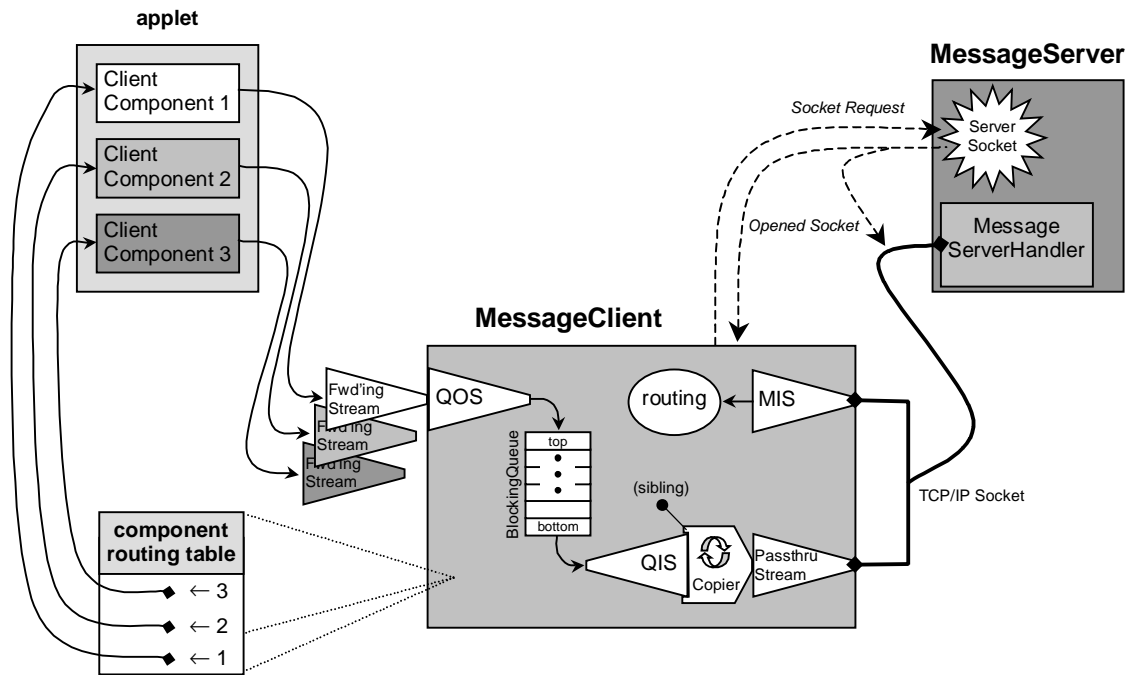 applet
Client
Component 1
Client
Component 2
Client
Component 3
MessageServer
Server
Socket
Message
ServerHandler
Socket Request
Opened Socket
MessageClient
Fwd'ing
Stream
Fwd'ing
Stream
Fwd'ing
Stream
QOS
routing
MIS
BlockingQueue
top
bottom
(sibling)
QIS
Copier
Passthru
Stream
TCP/IP Socket
component
routing table
← 3
← 2
← 1